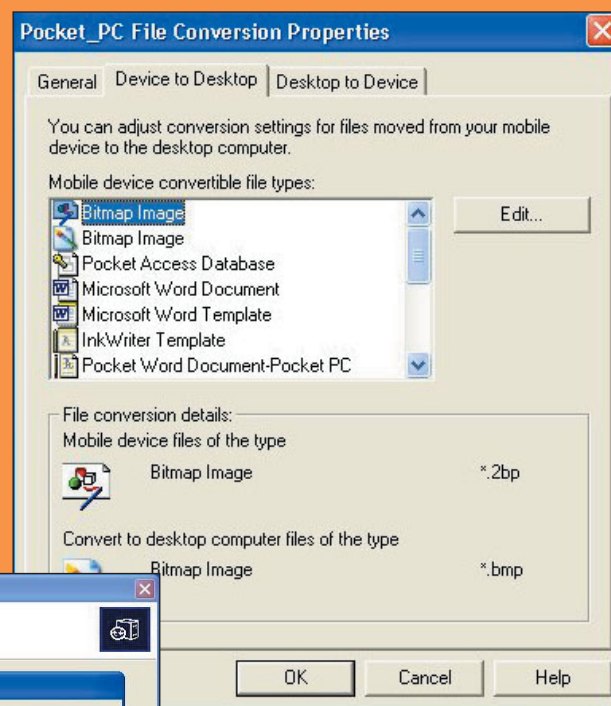 Pocket_PC File Conversion Properties
General
Device to Desktop
Desktop to Device
You can adjust conversion settings for files moved from your mobile
device to the desktop computer.
Mobile device convertible file types:
Bitmap Image
Bitmap Image
Pocket Access Database
Microsoft Word Document
Microsoft Word Template
InkWriter Template
Pocket Word Document-Pocket PC
Edit...
File conversion details:
Mobile device files of the type
Bitmap Image *.2bp
Convert to desktop computer files of the type
Bitmap Image *.bmp
OK
Cancel
Help